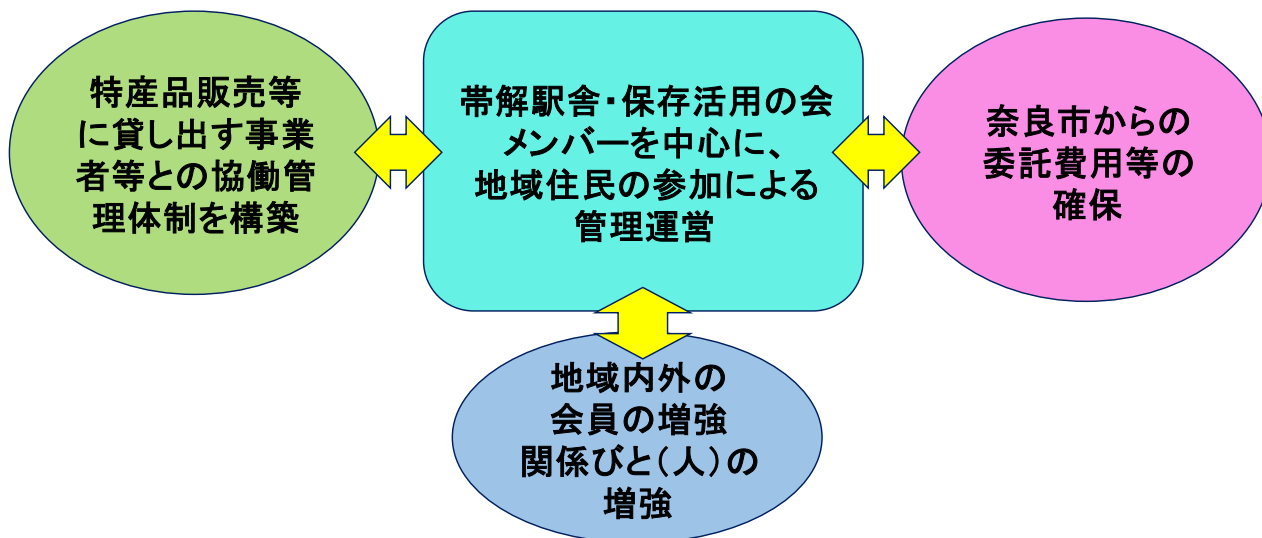 特産品販売等
に貸し出す事業
者等との協働管
理体制を構築
帯解駅舎・保存活用の会
メンバーを中心に、
地域住民の参加による
管理運営
奈良市からの
委託費用等の
確保
地域内外の
会員の増強
関係びと（人）の
増強